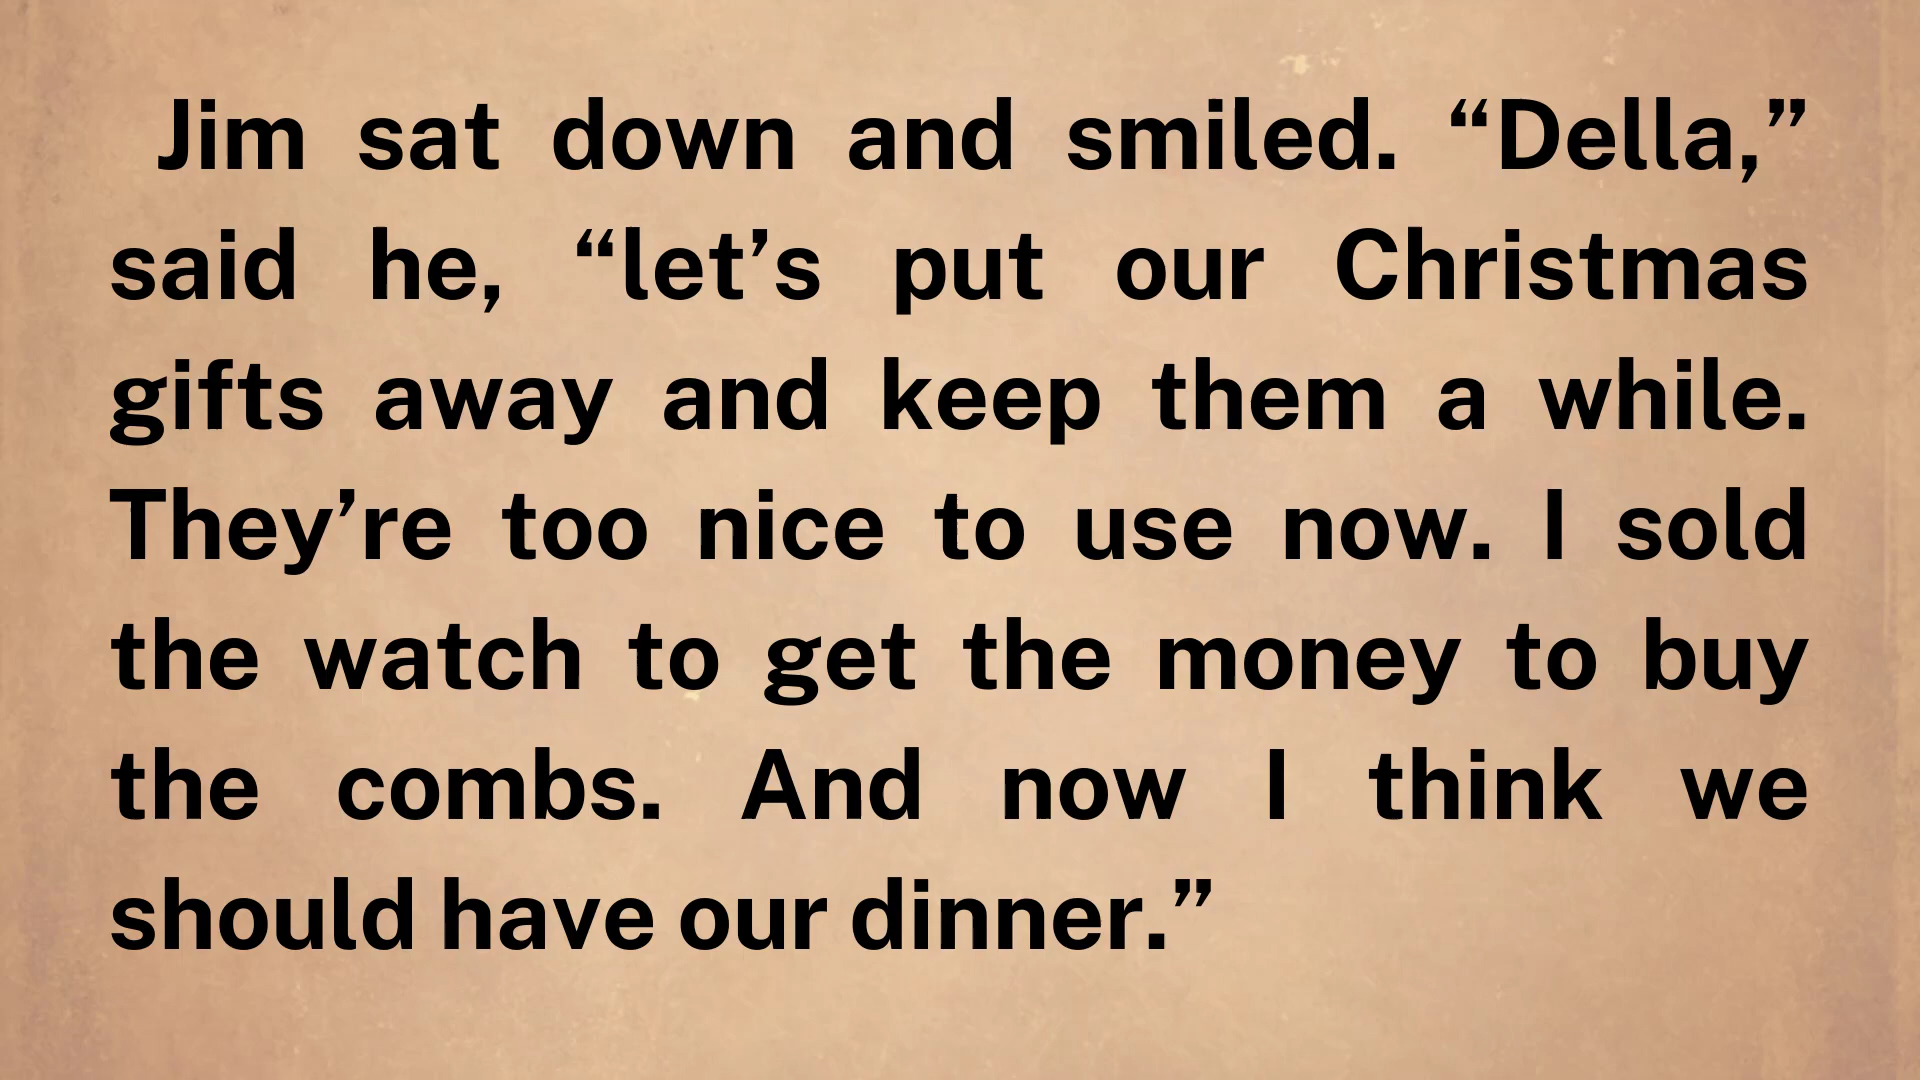 Jim sat down and smiled. “Della,”
said he, “let’s put our Christmas
gifts away and keep them a while.
They’re too nice to use now. I sold
the watch to get the money to buy
the combs. And now I think we
should have our dinner.”